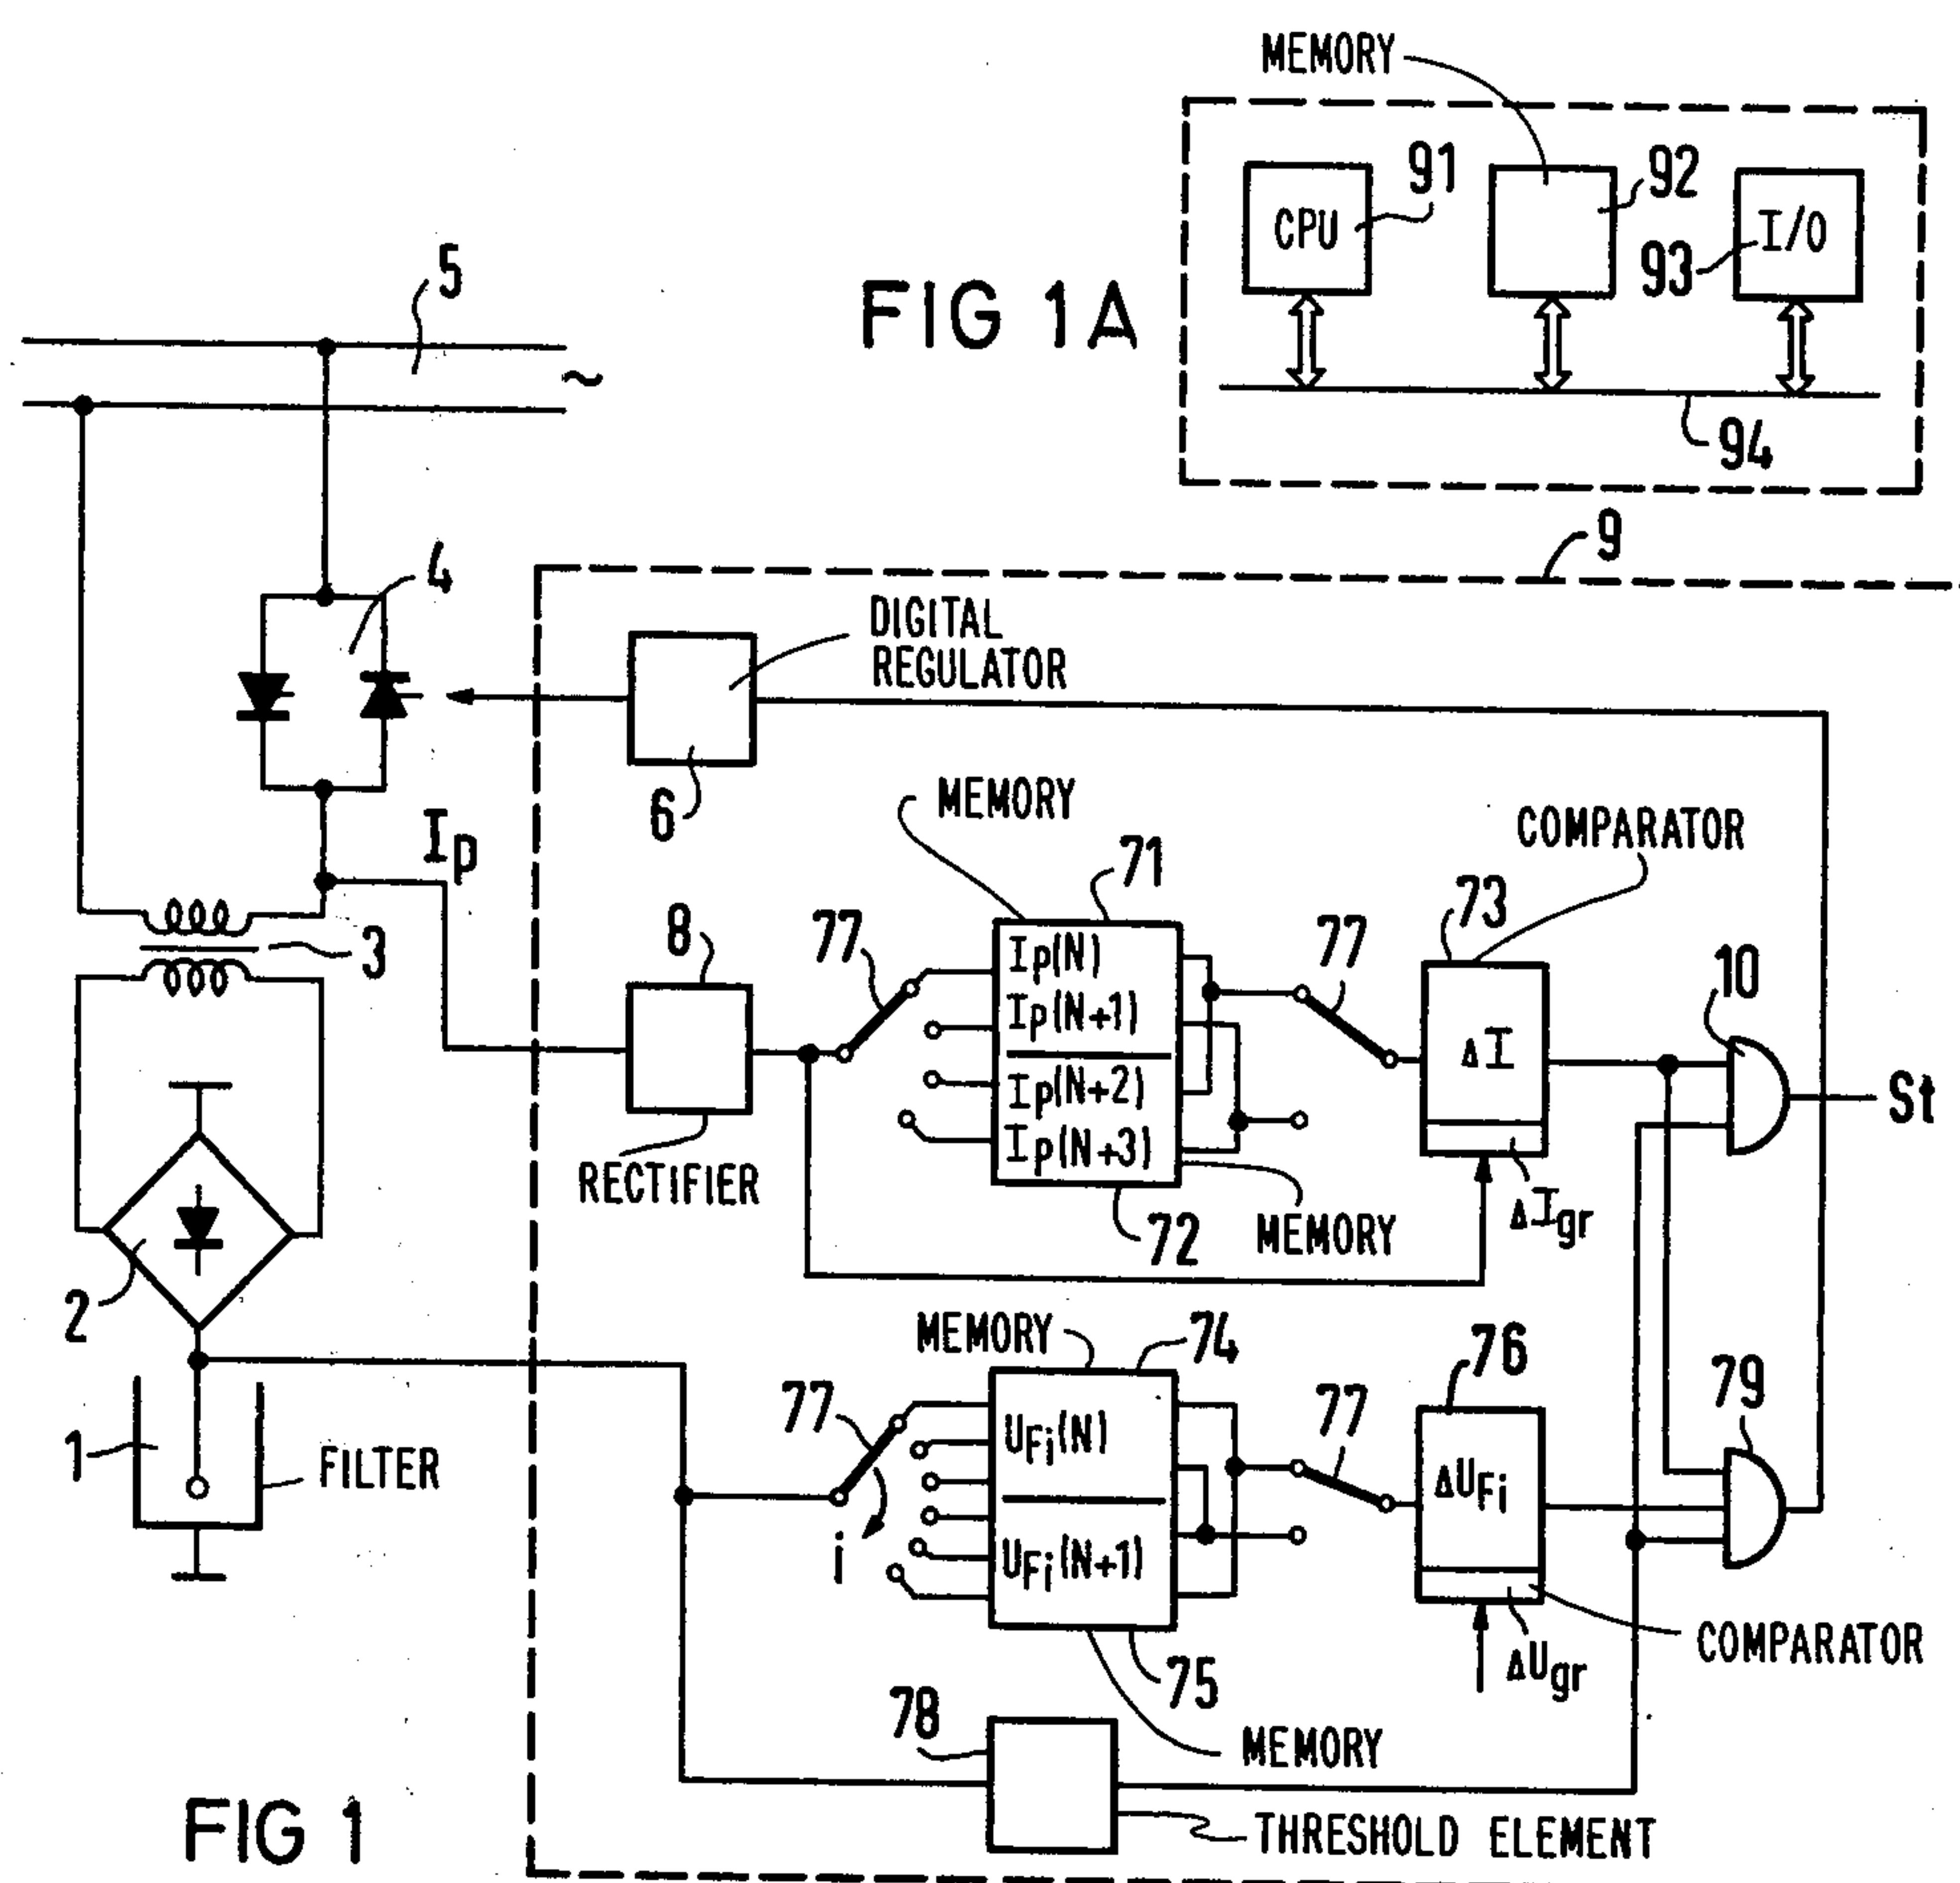 MEMORY
91
92
CPU
I/O
93
94
FIG 1A
5
~
9
4
DIGITAL
REGULATOR
6
Ip
MEMORY
COMPARATOR
71
73
8
77
77
10
3
Ip(N)
Ip(N+1)
ΔI
Ip(N+2)
Ip(N+3)
St
RECTIFIER
72
MEMORY
ΔIgr
2
MEMORY
74
76
79
77
77
1
FILTER
UFi(N)
ΔUFi
i
UFi(N+1)
COMPARATOR
ΔUgr
75
78
MEMORY
THRESHOLD ELEMENT
FIG 1